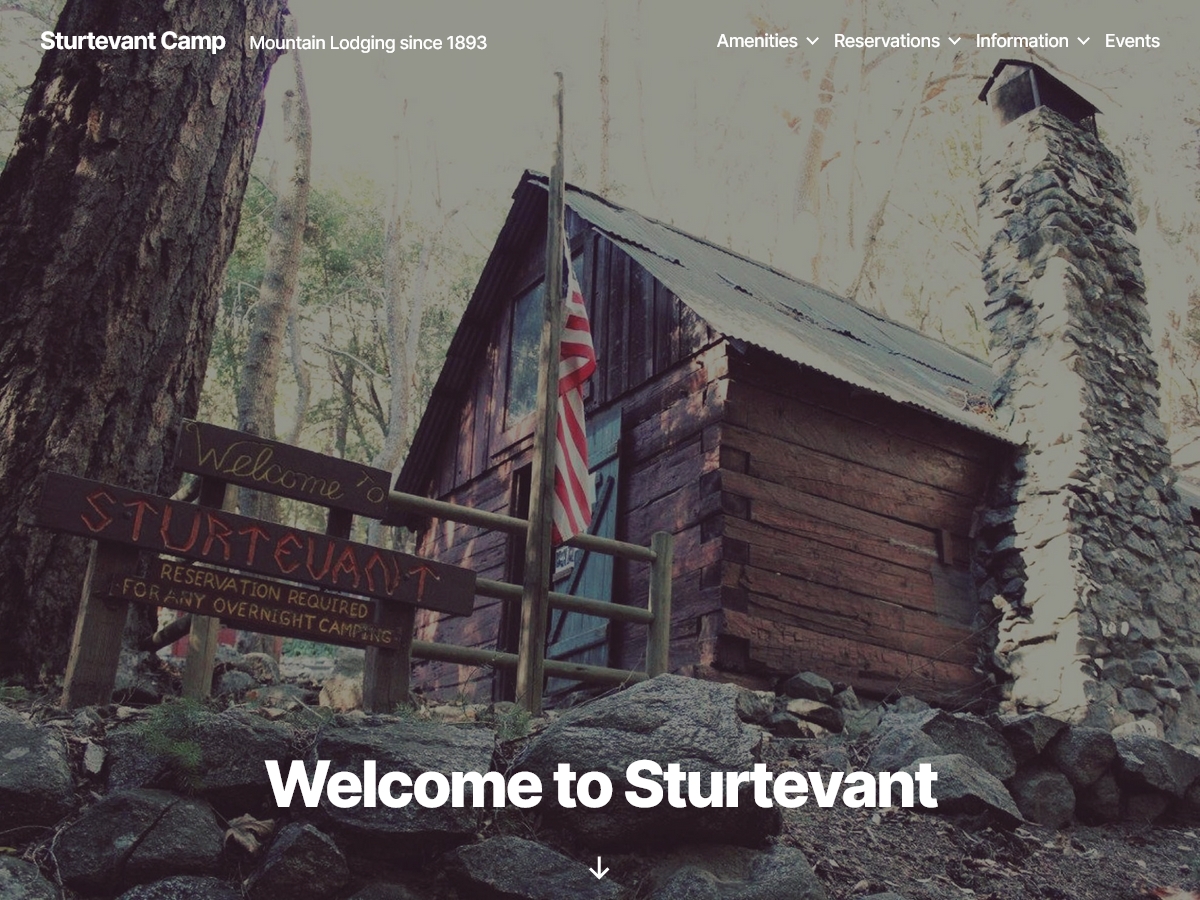 Sturtevant Camp
Mountain Lodging since 1893
Amenities
Reservations
Information
Events
Welcome To
STURTEVANT
RESERVATION REQUIRED
FOR ANY OVERNIGHT CAMPING
Welcome to Sturtevant